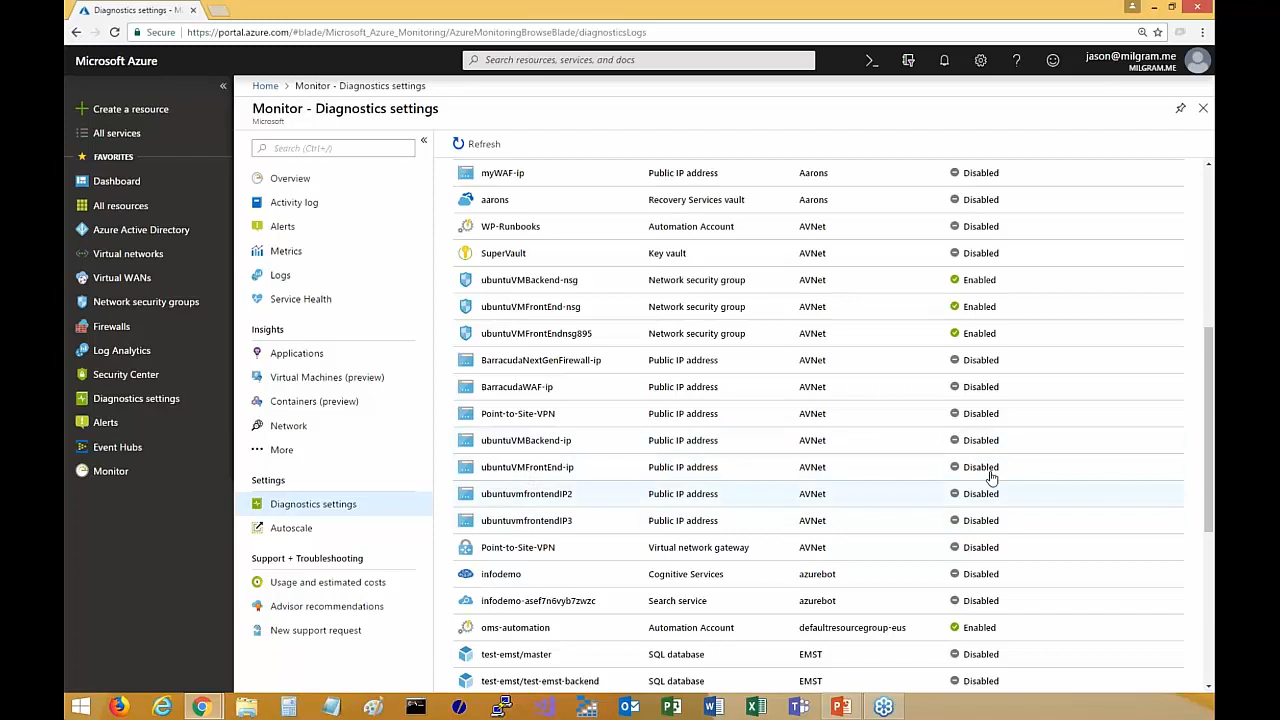 Diagnostics settings - M
Secure
https://portal.azure.com/#blade/Microsoft_Azure_Monitoring/AzureMonitoringBrowseBlade/diagnosticsLogs
Microsoft Azure
Search resources, services, and docs
jason@milgram.me
MILGRAM.ME
Create a resource
All services
FAVORITES
Dashboard
All resources
Azure Active Directory
Virtual networks
Virtual WANs
Network security groups
Firewalls
Log Analytics
Security Center
Diagnostics settings
Alerts
Event Hubs
Monitor
Home > Monitor - Diagnostics settings
Monitor - Diagnostics settings
Microsoft
Search (Ctrl+/)
Overview
Activity log
Alerts
Metrics
Logs
Service Health
Insights
Applications
Virtual Machines (preview)
Containers (preview)
Network
More
Settings
Diagnostics settings
Autoscale
Support + Troubleshooting
Usage and estimated costs
Advisor recommendations
New support request
Refresh
myWAF-ip Public IP address Aarons Disabled
aarons Recovery Services vault Aarons Disabled
WP-Runbooks Automation Account AVNet Disabled
SuperVault Key vault AVNet Disabled
ubuntuVMBackend-nsg Network security group AVNet Enabled
ubuntuVMFrontEnd-nsg Network security group AVNet Enabled
ubuntuVMFrontEndnsg895 Network security group AVNet Enabled
BarracudaNextGenFirewall-ip Public IP address AVNet Disabled
BarracudaWAF-ip Public IP address AVNet Disabled
Point-to-Site-VPN Public IP address AVNet Disabled
ubuntuVMBackend-ip Public IP address AVNet Disabled
ubuntuVMFrontEnd-ip Public IP address AVNet Disabled
ubuntuvmfrontendIP2 Public IP address AVNet Disabled
ubuntuvmfrontendIP3 Public IP address AVNet Disabled
Point-to-Site-VPN Virtual network gateway AVNet Disabled
infodemo Cognitive Services azurebot Disabled
infodemo-asef7n6vyb7zwzc Search service azurebot Disabled
oms-automation Automation Account defaultresourcegroup-eus Enabled
test-emst/master SQL database EMST Disabled
test-emst/test-emst-backend SQL database EMST Disabled